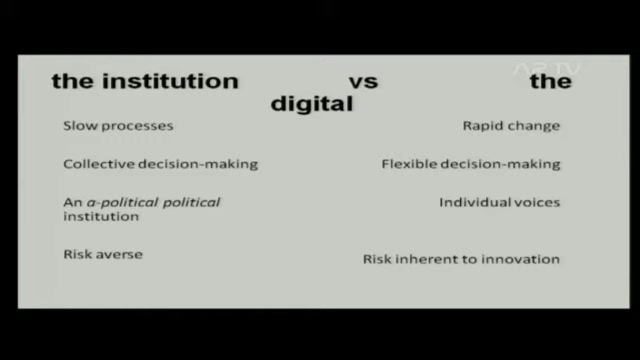 ARTV
the institution vs the
digital
Slow processes Rapid change
Collective decision-making Flexible decision-making
An a-political political Individual voices
institution
Risk averse
Risk inherent to innovation